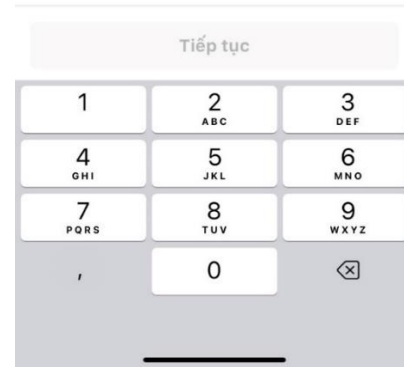 Tiếp tục
1 2 3
ABC DEF
4 5 6
GHI JKL MNO
7 8 9
PQRS TUV WXYZ
, 0